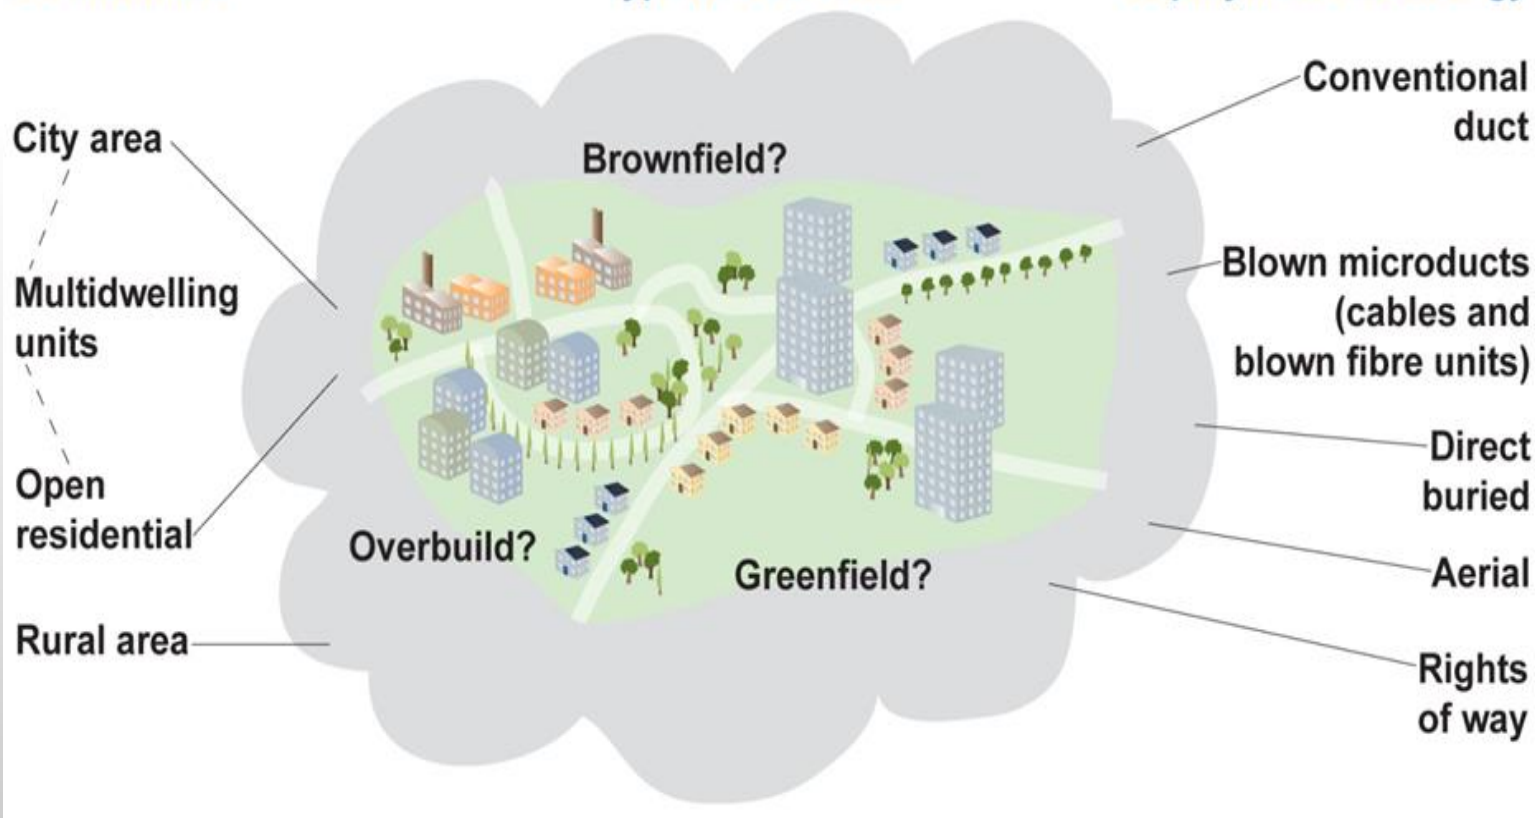 City area
Multidwelling
units
Open
residential
Rural area
Brownfield?
Overbuild?
Greenfield?
Conventional
duct
Blown microducts
(cables and
blown fibre units)
Direct
buried
Aerial
Rights
of way